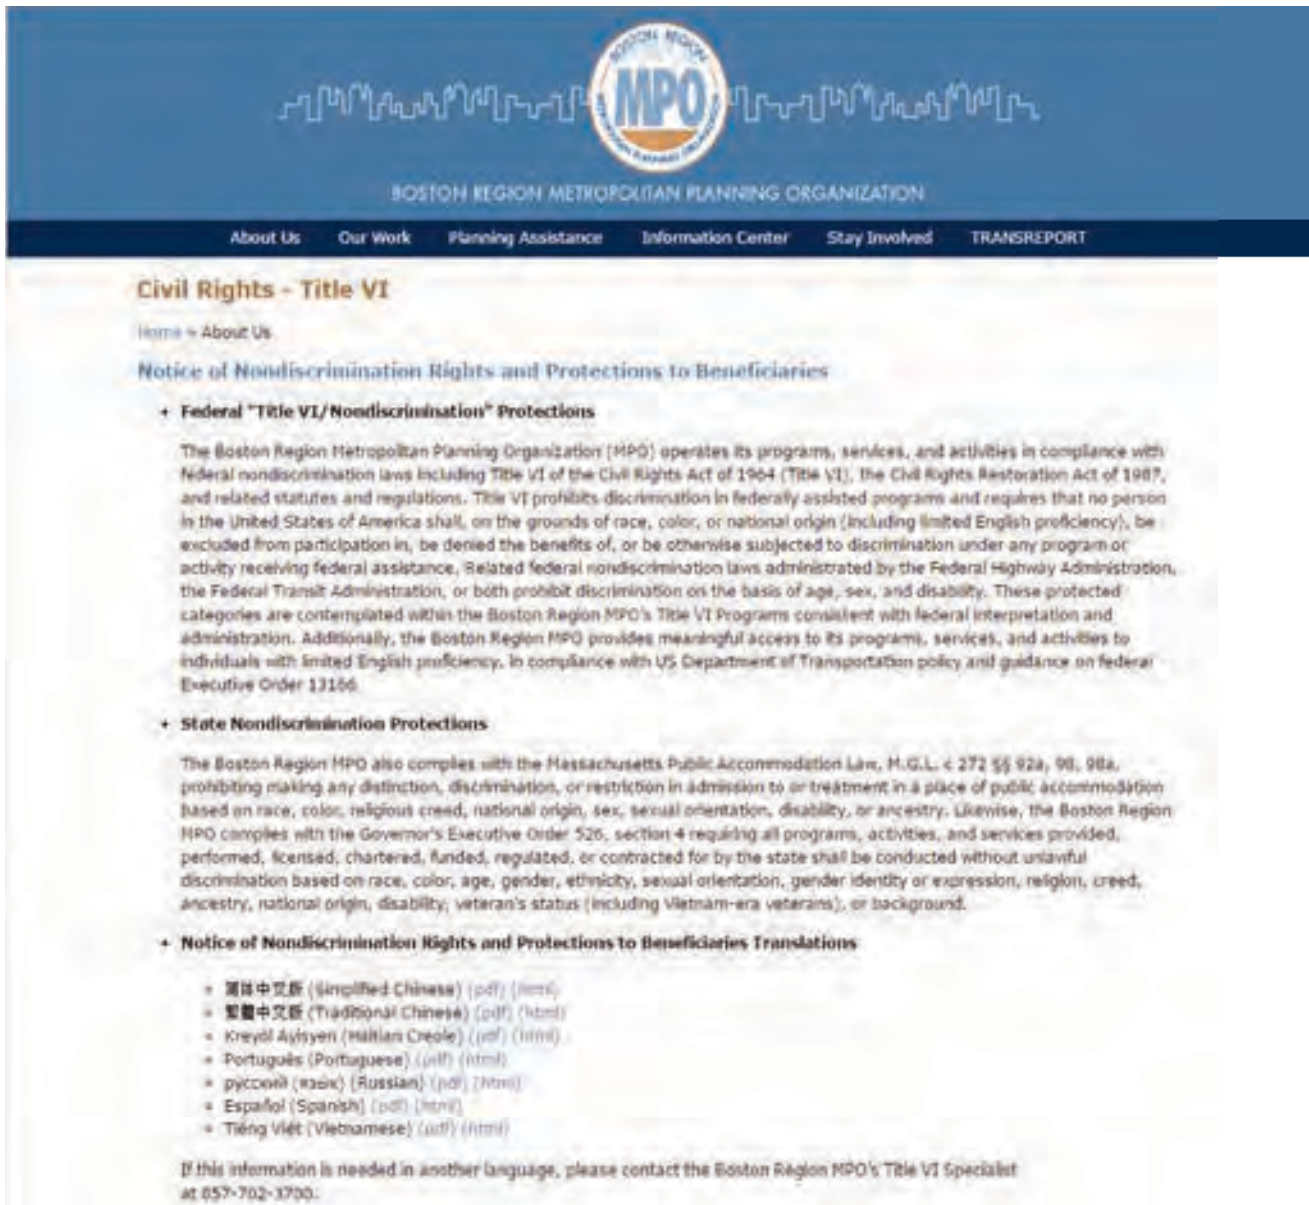 BOSTON REGION
MPO
METROPOLITAN PLANNING ORGANIZATION
BOSTON REGION METROPOLITAN PLANNING ORGANIZATION
About Us Our Work Planning Assistance Information Center Stay Involved TRANSREPORT
Civil Rights - Title VI
Home » About Us
Notice of Nondiscrimination Rights and Protections to Beneficiaries
Federal "Title VI/Nondiscrimination" Protections
The Boston Region Metropolitan Planning Organization (MPO) operates its programs, services, and activities in compliance with
federal nondiscrimination laws including Title VI of the Civil Rights Act of 1964 (Title VI), the Civil Rights Restoration Act of 1987,
and related statutes and regulations. Title VI prohibits discrimination in federally assisted programs and requires that no person
in the United States of America shall, on the grounds of race, color, or national origin (including limited English proficiency), be
excluded from participation in, be denied the benefits of, or be otherwise subjected to discrimination under any program or
activity receiving federal assistance. Related federal nondiscrimination laws administrated by the Federal Highway Administration,
the Federal Transit Administration, or both prohibit discrimination on the basis of age, sex, and disability. These protected
categories are contemplated within the Boston Region MPO's Title VI Programs consistent with federal interpretation and
administration. Additionally, the Boston Region MPO provides meaningful access to its programs, services, and activities to
individuals with limited English proficiency, in compliance with US Department of Transportation policy and guidance on federal
Executive Order 13166.
State Nondiscrimination Protections
The Boston Region MPO also complies with the Massachusetts Public Accommodation Law, M.G.L. c 272 §§ 92a, 98, 98a,
prohibiting making any distinction, discrimination, or restriction in admission to or treatment in a place of public accommodation
based on race, color, religious creed, national origin, sex, sexual orientation, disability, or ancestry. Likewise, the Boston Region
MPO complies with the Governor's Executive Order 526, section 4 requiring all programs, activities, and services provided,
performed, licensed, chartered, funded, regulated, or contracted for by the state shall be conducted without unlawful
discrimination based on race, color, age, gender, ethnicity, sexual orientation, gender identity or expression, religion, creed,
ancestry, national origin, disability, veteran's status (including Vietnam-era veterans), or background.
Notice of Nondiscrimination Rights and Protections to Beneficiaries Translations
简体中文版 (Simplified Chinese) (pdf) (html)
繁體中文版 (Traditional Chinese) (pdf) (html)
Kreyòl Ayisyen (Haitian Creole) (pdf) (html)
Português (Portuguese) (pdf) (html)
русский (язык) (Russian) (pdf) (html)
Español (Spanish) (pdf) (html)
Tiếng Việt (Vietnamese) (pdf) (html)
If this information is needed in another language, please contact the Boston Region MPO's Title VI Specialist
at 857-702-3700.